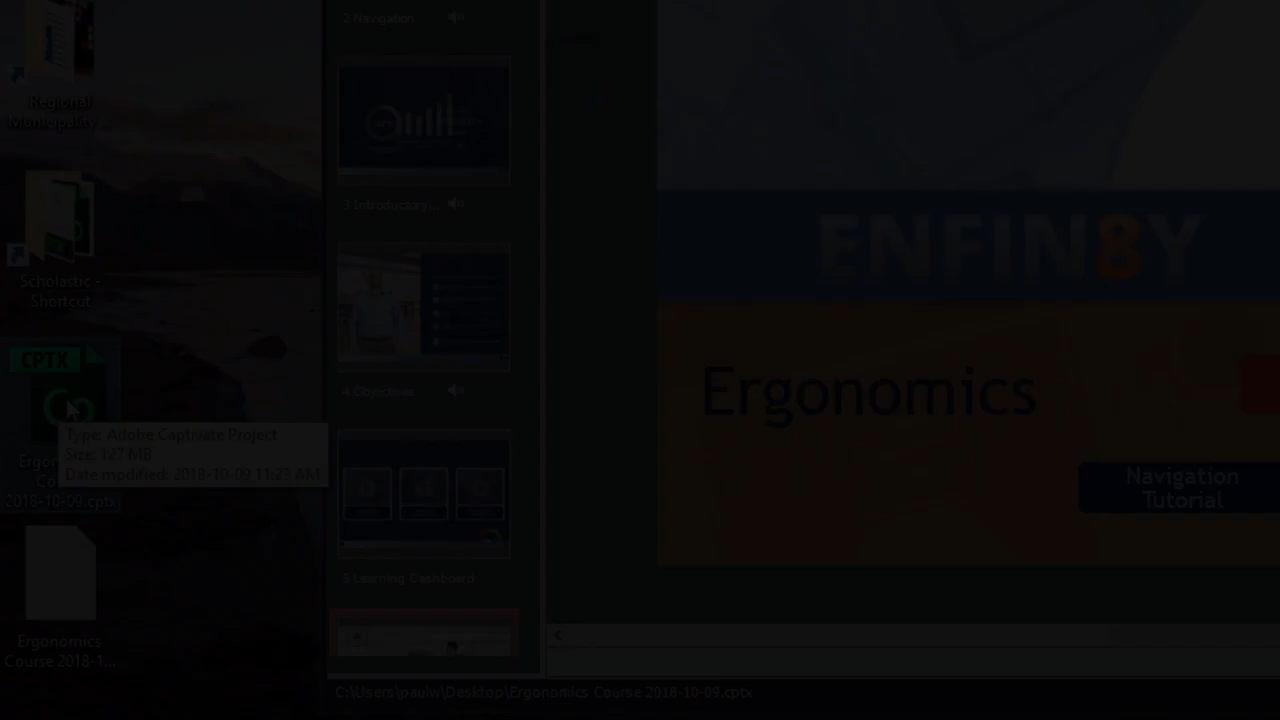 Regional
Municipality...
Scholastic -
Shortcut
CPTX
Type: Adobe Captivate Project
Size: 121 MB
Date modified: 2018-10-09 11:23 AM
2018-10-09.cptx
Ergonomics
Course 2018-1...
2 Navigation
3 Introductory...
4 Objectives
5 Learning Dashboard
ENFIN8Y
Ergonomics
Navigation
Tutorial
C:\Users\paulw\Desktop\Ergonomics Course 2018-10-09.cptx